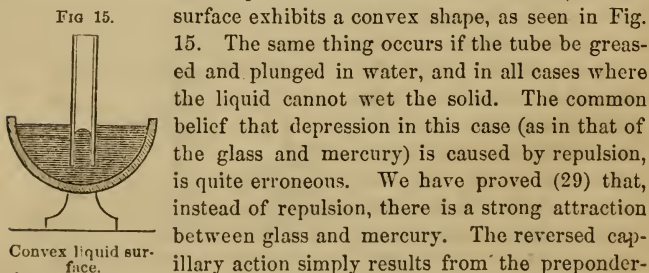 Fig 15.
surface exhibits a convex shape, as seen in Fig.
15. The same thing occurs if the tube be greas-
ed and plunged in water, and in all cases where
the liquid cannot wet the solid. The common
belief that depression in this case (as in that of
the glass and mercury) is caused by repulsion,
is quite erroneous. We have proved (29) that,
instead of repulsion, there is a strong attraction
between glass and mercury. The reversed cap-
illary action simply results from the preponder-
Convex liquid sur-
face.